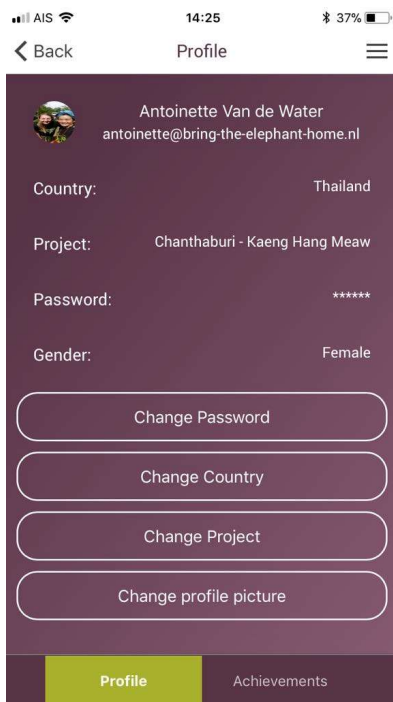 AIS 14:25 37%
Back Profile
Antoinette Van de Water
antoinette@bring-the-elephant-home.nl
Country: Thailand
Project: Chanthaburi - Kaeng Hang Meaw
Password: ******
Gender: Female
Change Password
Change Country
Change Project
Change profile picture
Profile Achievements